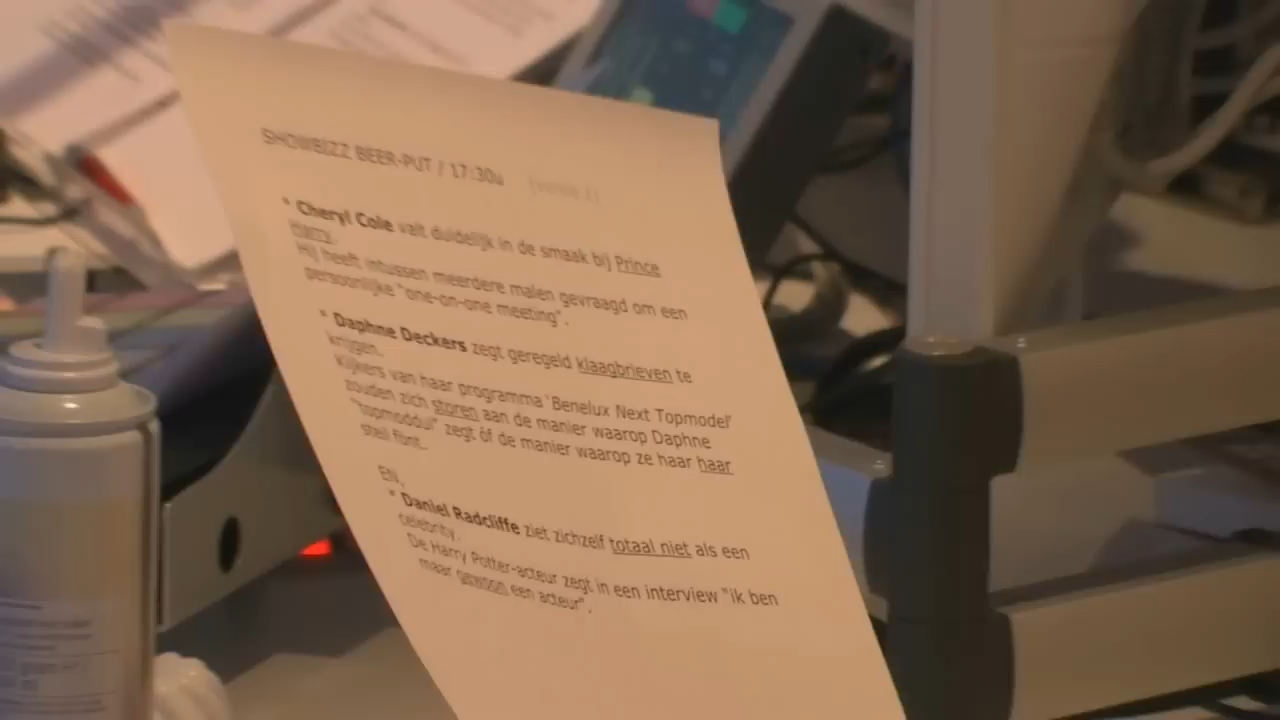 SHOWBIZZ BEER-PUT / 17:30u (versie 1)
* Cheryl Cole valt duidelijk in de smaak bij Prince
Harry.
Hij heeft intussen meerdere malen gevraagd om een
persoonlijke "one-on-one meeting".
* Daphne Deckers zegt geregeld klaagbrieven te
krijgen.
Kijkers van haar programma 'Benelux Next Topmodel'
zouden zich storen aan de manier waarop Daphne
"topmoddul" zegt óf de manier waarop ze haar haar
steil föhnt.
EN,
* Daniel Radcliffe ziet zichzelf totaal niet als een
celebrity.
De Harry Potter-acteur zegt in een interview "ik ben
maar gewoon een acteur".